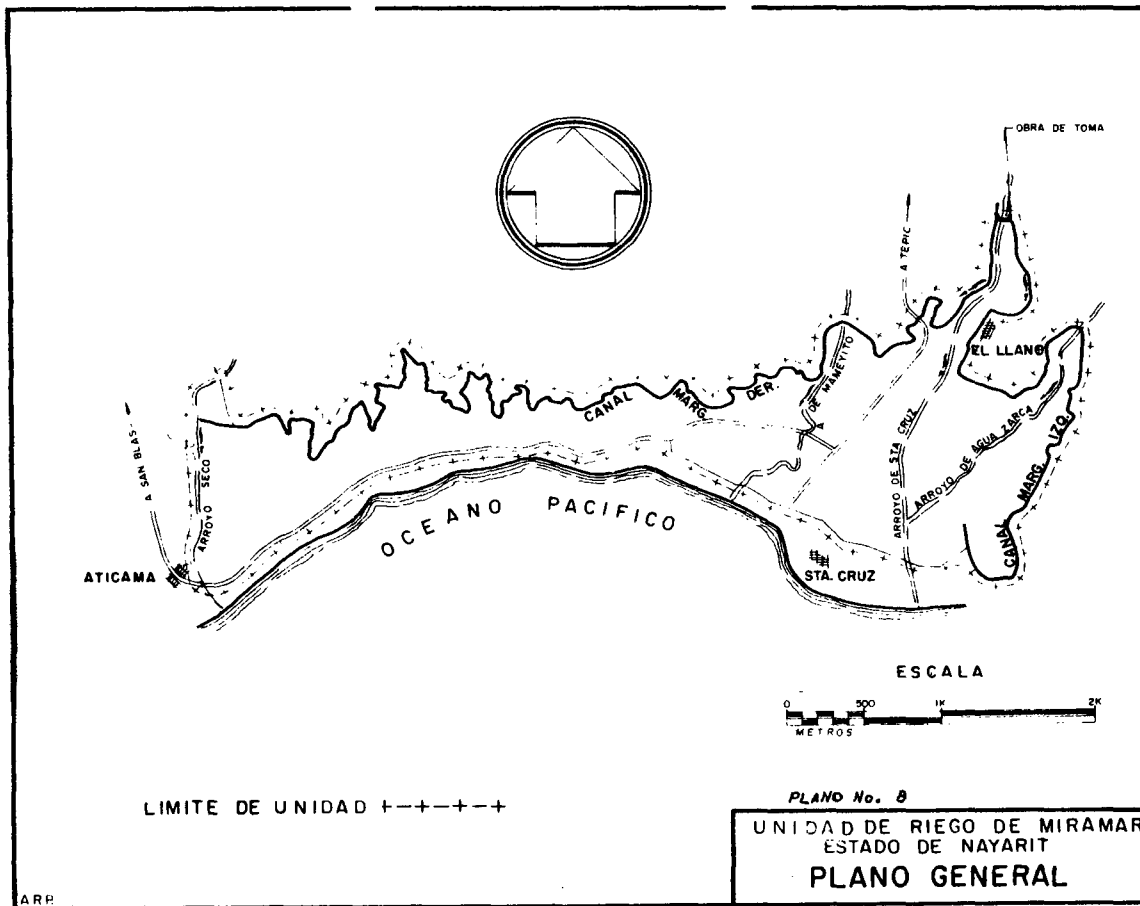 OBRA DE TOMA
A TEPIC
EL LLANO
DE MAMEYITO
CANAL MARG. DER.
ARROYO DE STA CRUZ
ARROYO DE AGUA ZARCA
CANAL MARG. IZQ.
A SAN BLAS
ARROYO SECO
OCEANO PACIFICO
ATICAMA
STA. CRUZ
ESCALA
0 500 1K 2K
METROS
LIMITE DE UNIDAD +–+–+–+
PLANO No. 8
UNIDAD DE RIEGO DE MIRAMAR
ESTADO DE NAYARIT
PLANO GENERAL